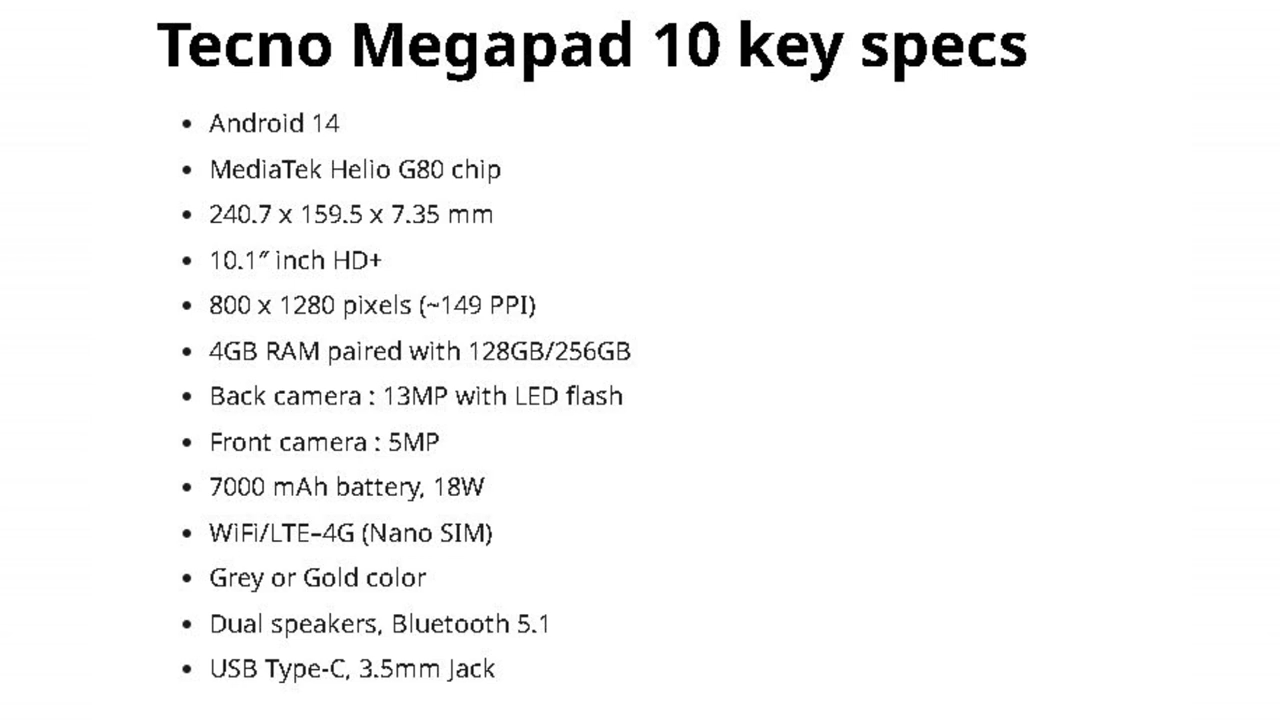 Tecno Megapad 10 key specs
• Android 14
• MediaTek Helio G80 chip
• 240.7 x 159.5 x 7.35 mm
• 10.1″ inch HD+
• 800 x 1280 pixels (~149 PPI)
• 4GB RAM paired with 128GB/256GB
• Back camera : 13MP with LED flash
• Front camera : 5MP
• 7000 mAh battery, 18W
• WiFi/LTE–4G (Nano SIM)
• Grey or Gold color
• Dual speakers, Bluetooth 5.1
• USB Type-C, 3.5mm Jack